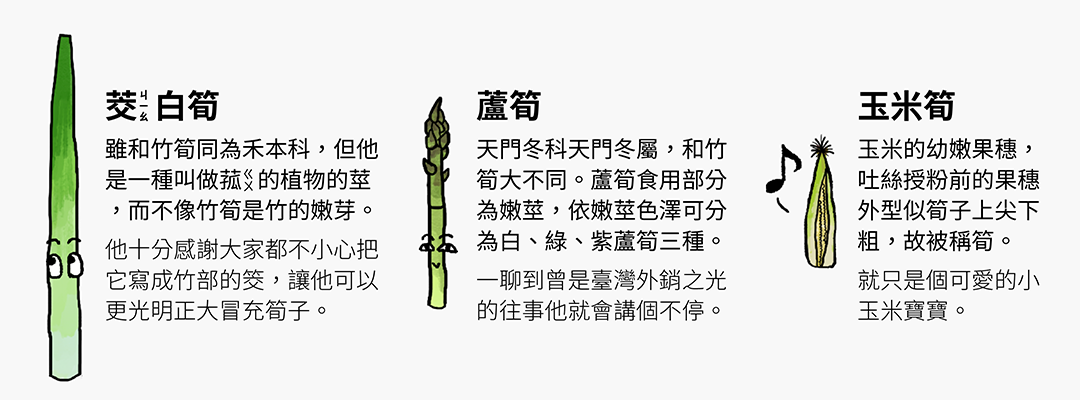 茭ㄐㄧㄠ白筍
雖和竹筍同為禾本科，但他
是一種叫做菰ㄍㄨ的植物的莖
，而不像竹筍是竹的嫩芽。
他十分感謝大家都不小心把
它寫成竹部的筊，讓他可以
更光明正大冒充筍子。
蘆筍
天門冬科天門冬屬，和竹
筍大不同。蘆筍食用部分
為嫩莖，依嫩莖色澤可分
為白、綠、紫蘆筍三種。
一聊到曾是臺灣外銷之光
的往事他就會講個不停。
玉米筍
玉米的幼嫩果穗，
吐絲授粉前的果穗
外型似筍子上尖下
粗，故被稱筍。
就只是個可愛的小
玉米寶寶。